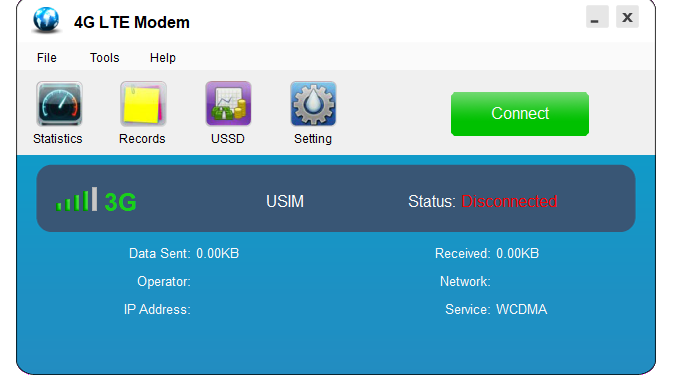 4G LTE Modem
File Tools Help
Statistics Records USSD Setting
Connect
3G USIM Status: Disconnected
Data Sent: 0.00KB Received: 0.00KB
Operator: Network:
IP Address: Service: WCDMA